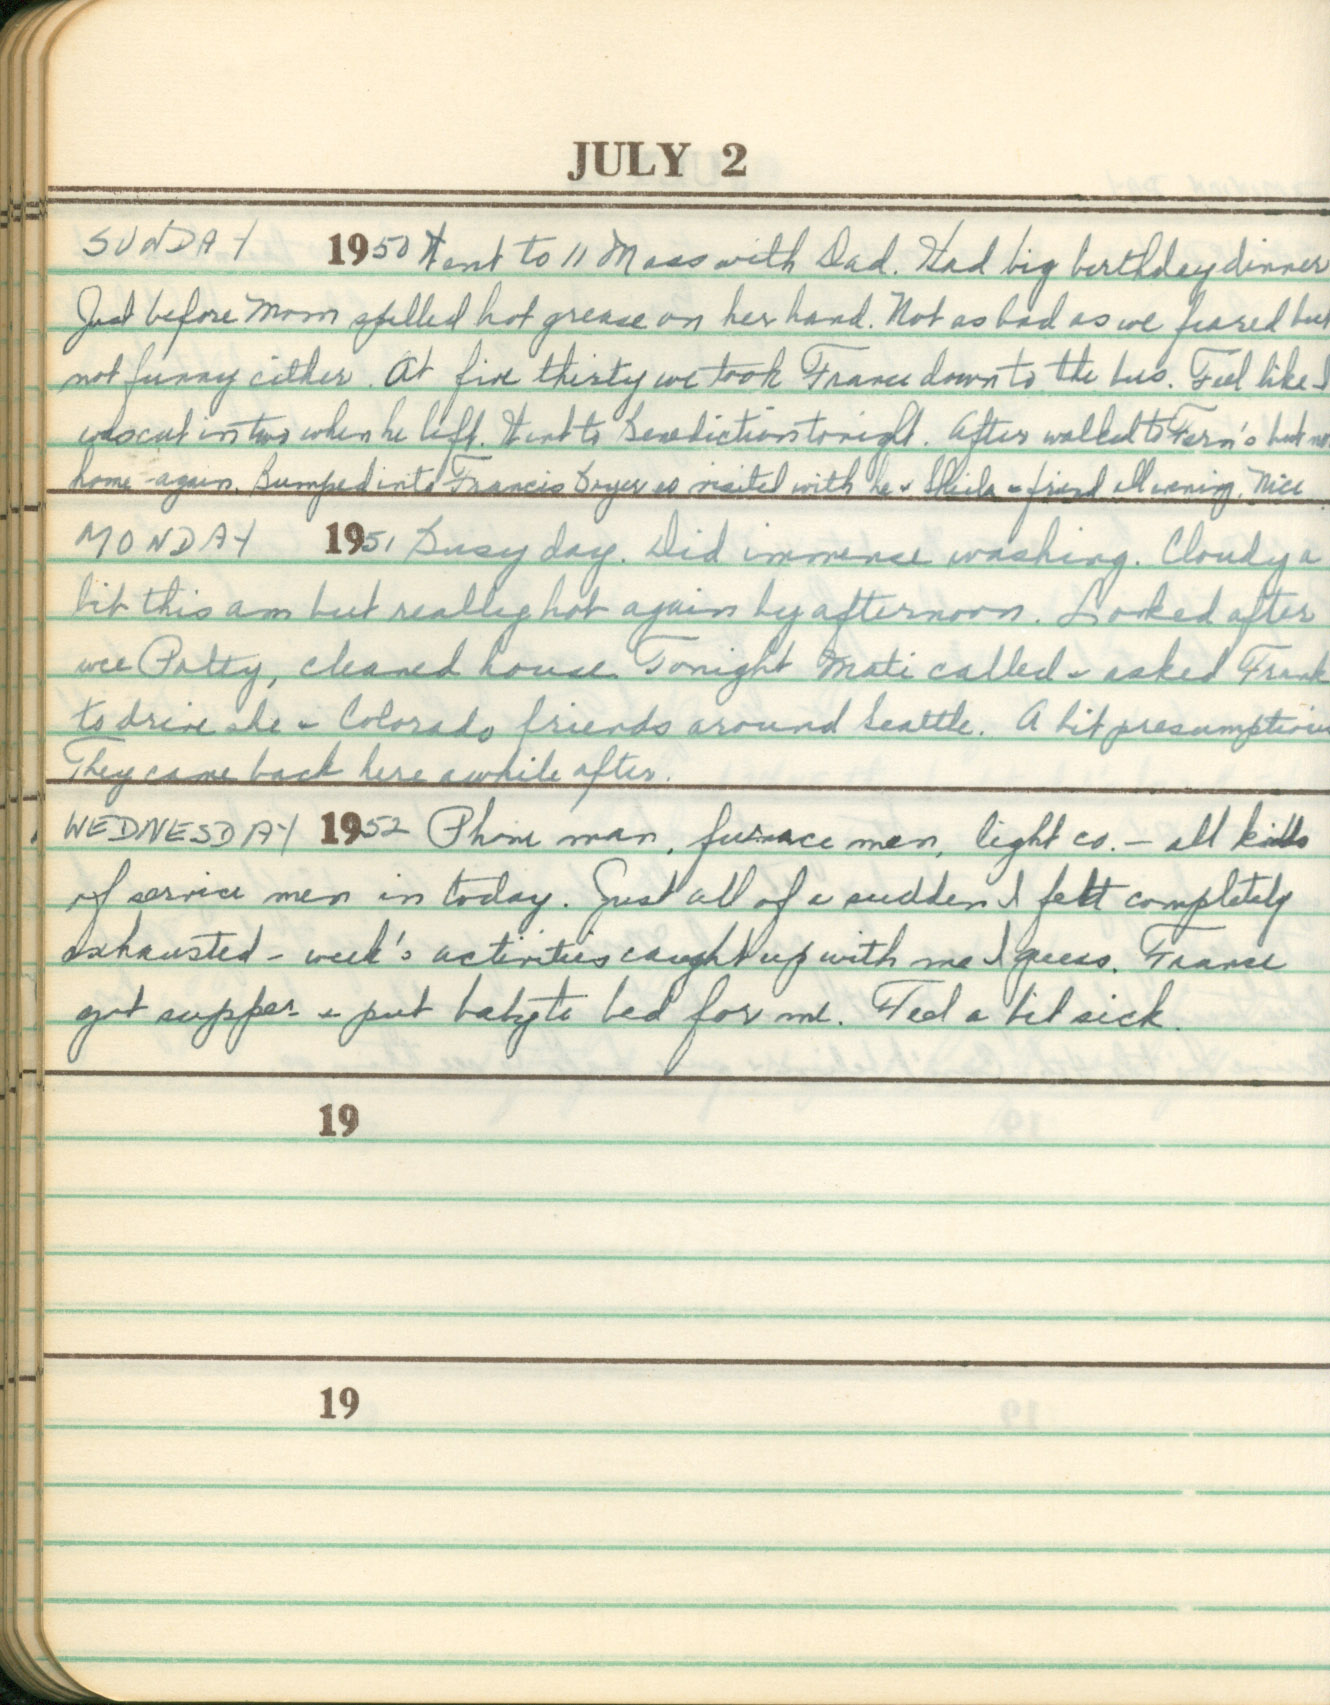 JULY 2
SUNDAY 1950 Went to 11 Mass with Dad. Had big birthday dinner
Just before Mom spilled hot grease on her hand. Not as bad as we feared but
not funny either. At five thirty we took France down to the bus. Feel like I
was cut in two when he left. Went to Benediction tonight. After walked to Fern's but no
home again. Bumped into Francis so visited with he & Sheila & friend all evening. Nice
MONDAY 1951 Busy day. Did immense washing. Cloudy a
bit this am but really hot again by afternoon. Looked after
wee Patty, cleaned house. Tonight Mati called & asked Frank
to drive she & Colorado friends around Seattle. A bit presumptious
They came back here awhile after.
WEDNESDAY 1952 Phone man, furnace men, light co. – all kinds
of service men in today. Just all of a sudden I felt completely
exhausted – week's activities caught up with me I guess. France
got supper & put baby to bed for me. Feel a bit sick.
19
19